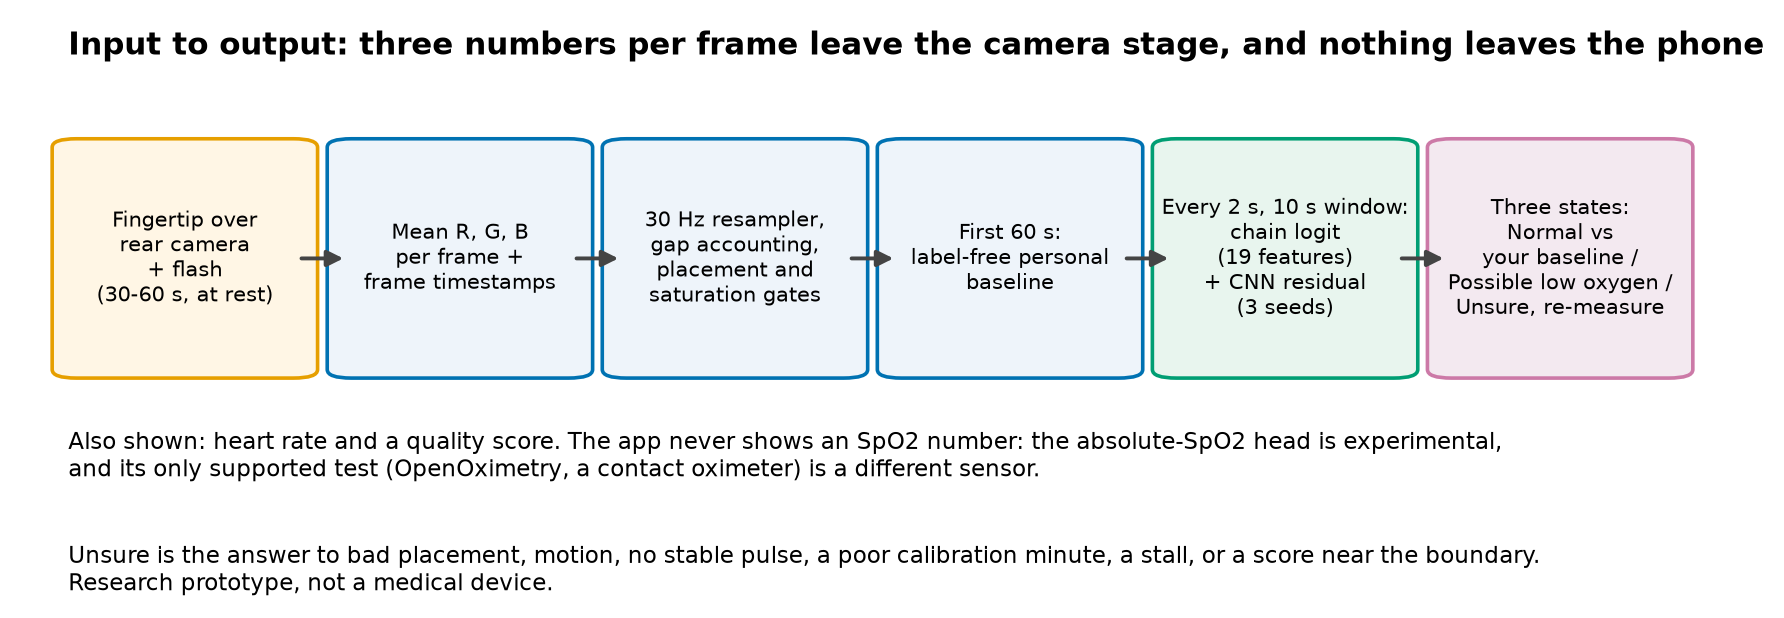 Input to output: three numbers per frame leave the camera stage, and nothing leaves the phone
Fingertip over
rear camera
+ flash
(30-60 s, at rest)
Mean R, G, B
per frame +
frame timestamps
30 Hz resampler,
gap accounting,
placement and
saturation gates
First 60 s:
label-free personal
baseline
Every 2 s, 10 s window:
chain logit
(19 features)
+ CNN residual
(3 seeds)
Three states:
Normal vs
your baseline /
Possible low oxygen /
Unsure, re-measure
Also shown: heart rate and a quality score. The app never shows an SpO2 number: the absolute-SpO2 head is experimental,
and its only supported test (OpenOximetry, a contact oximeter) is a different sensor.
Unsure is the answer to bad placement, motion, no stable pulse, a poor calibration minute, a stall, or a score near the boundary.
Research prototype, not a medical device.